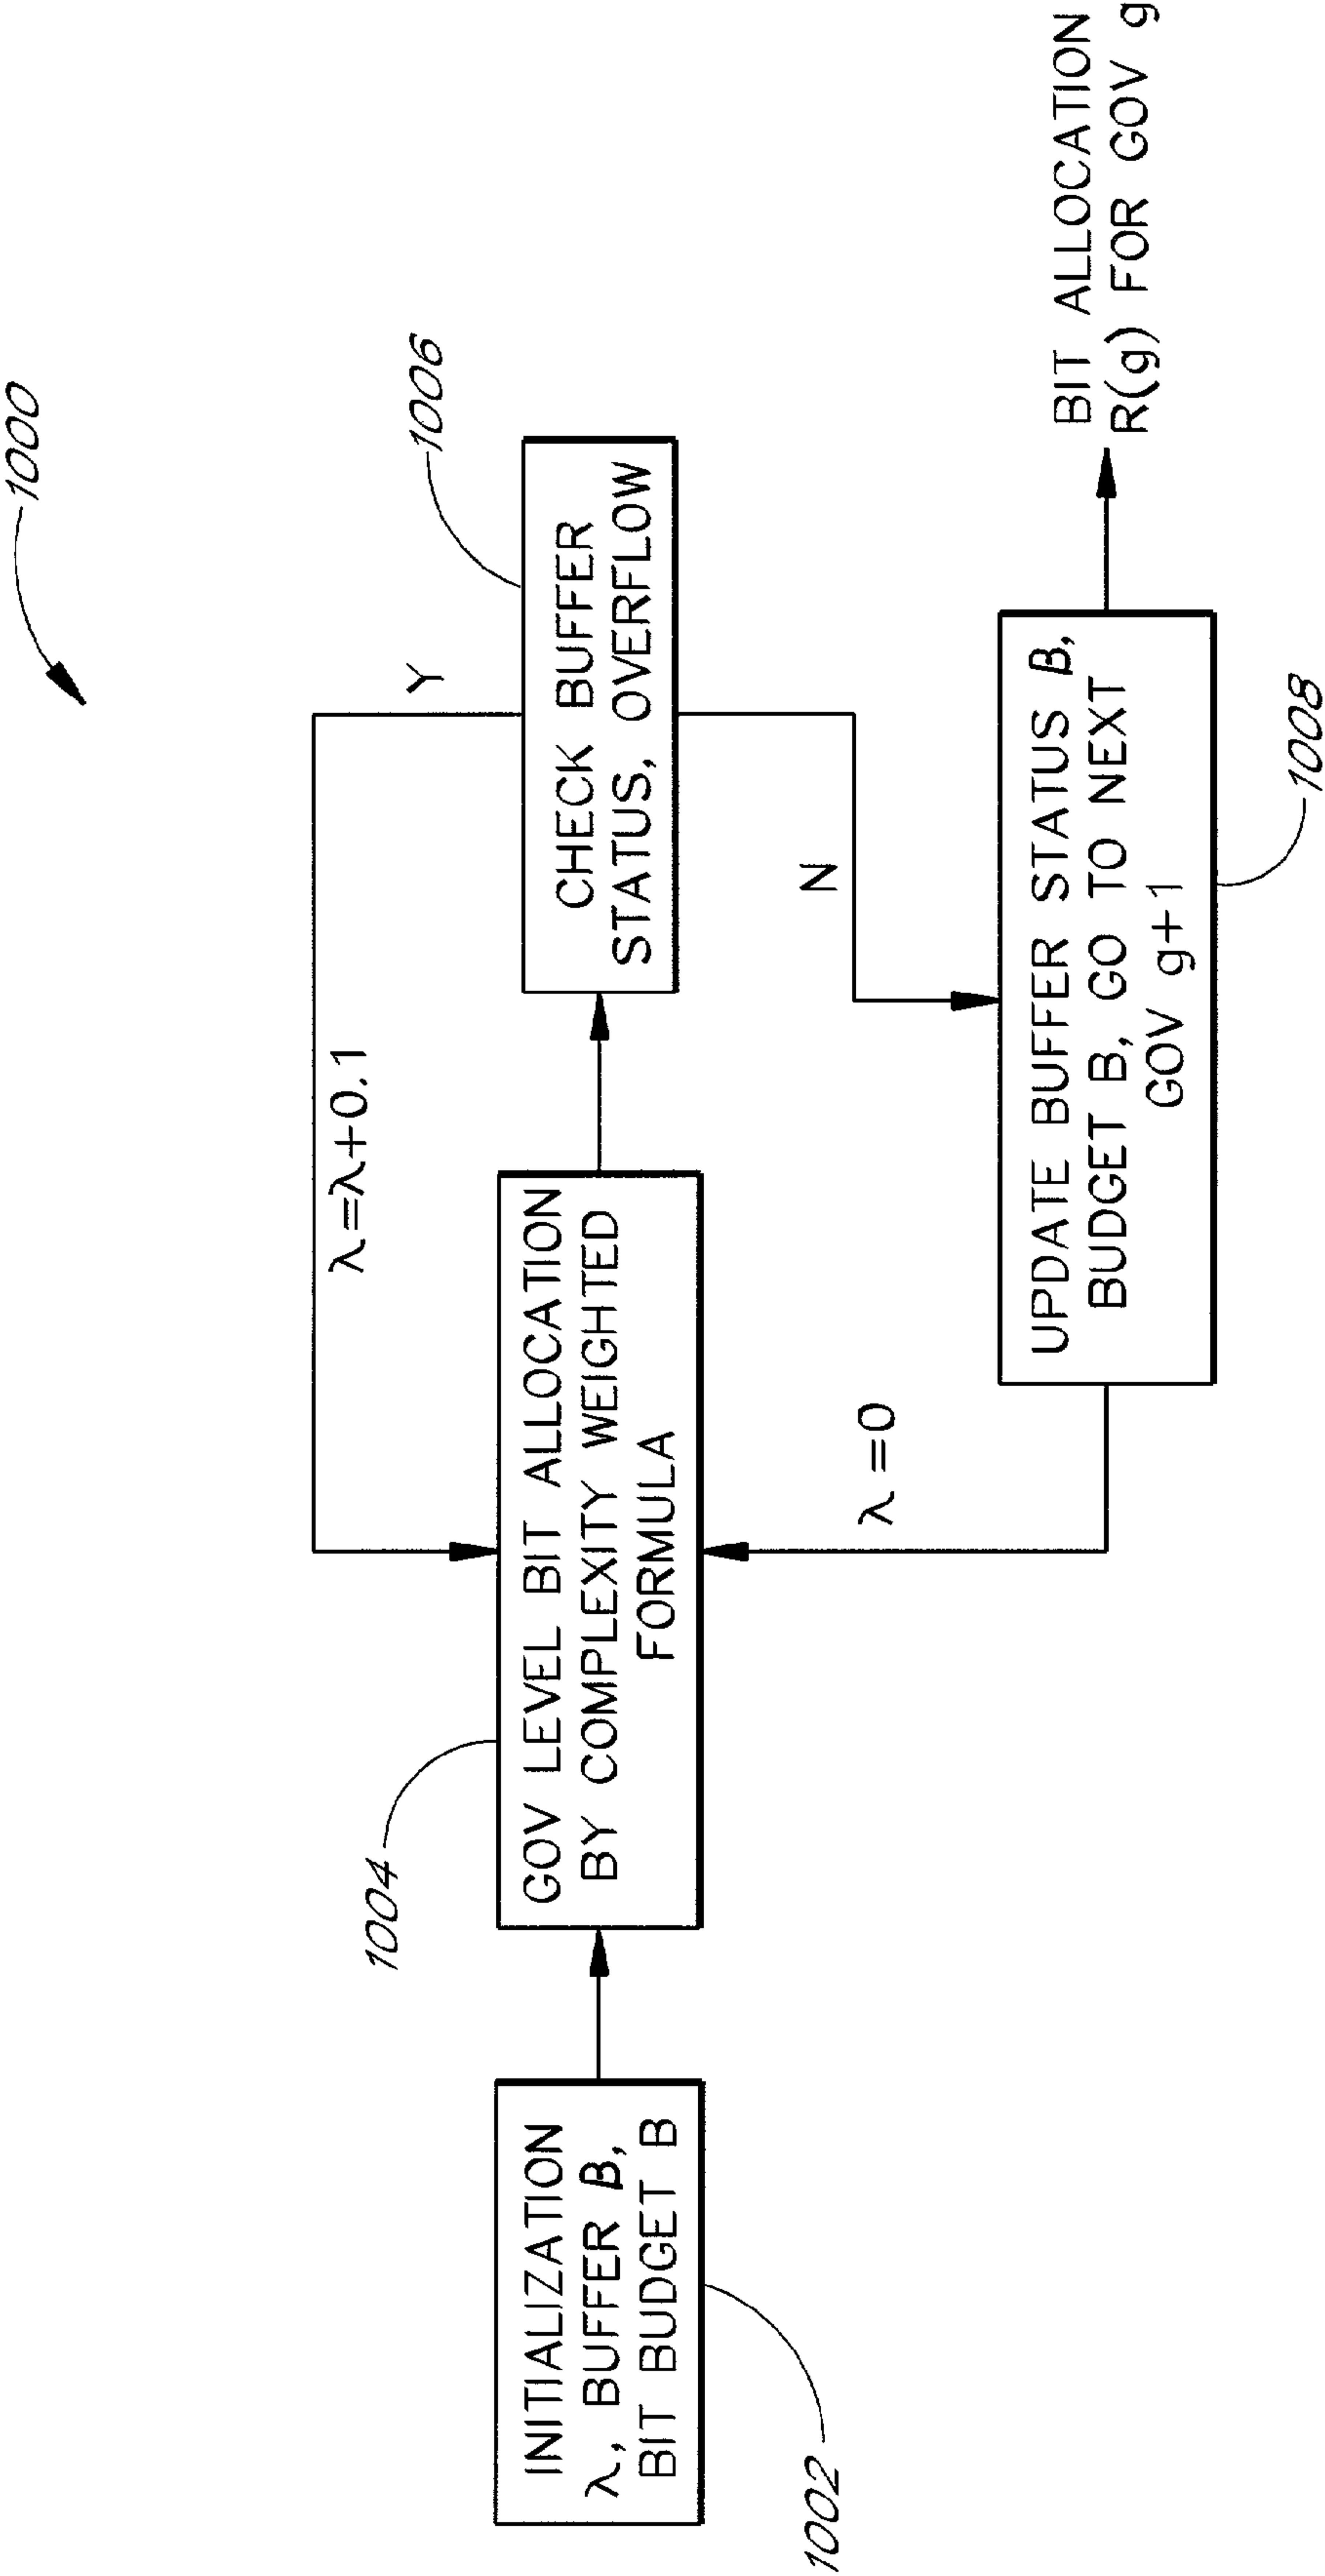 1000
INITIALIZATION
λ, BUFFER B,
BIT BUDGET B
1002
GOV LEVEL BIT ALLOCATION
BY COMPLEXITY WEIGHTED
FORMULA
1004
λ=λ+0.1
Y
CHECK BUFFER
STATUS, OVERFLOW
1006
N
λ=0
UPDATE BUFFER STATUS B,
BUDGET B, GO TO NEXT
GOV g+1
1008
BIT ALLOCATION
R(g) FOR GOV g